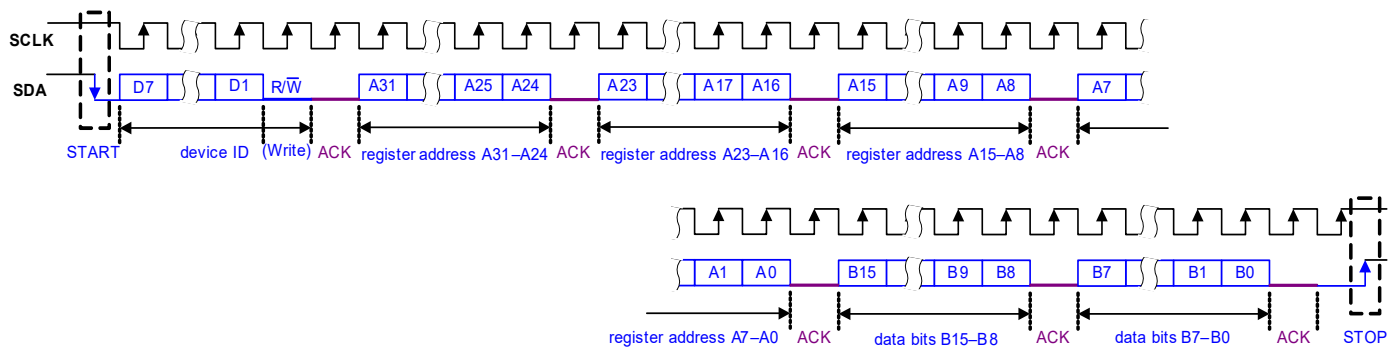 SCLK
SDA D7 D1 R/W̅ A31 A25 A24 A23 A17 A16 A15 A9 A8 A7
START device ID (Write) ACK register address A31–A24 ACK register address A23–A16 ACK register address A15–A8 ACK
A1 A0 B15 B9 B8 B7 B1 B0
register address A7–A0 ACK data bits B15–B8 ACK data bits B7–B0 ACK STOP